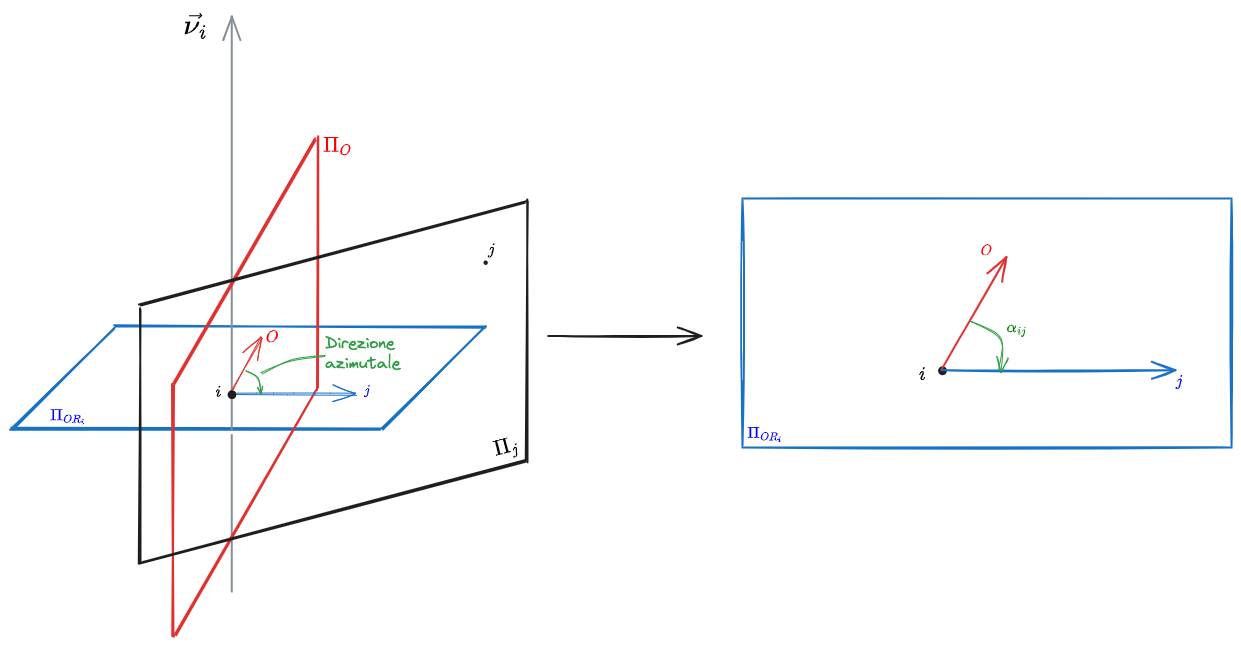 $\vec{\nu}_i$
$\Pi_O$
j
O
Direzione
azimutale
i
j
$\Pi_{OR_i}$
$\Pi_j$
O
$\alpha_{ij}$
i
j
$\Pi_{OR_i}$